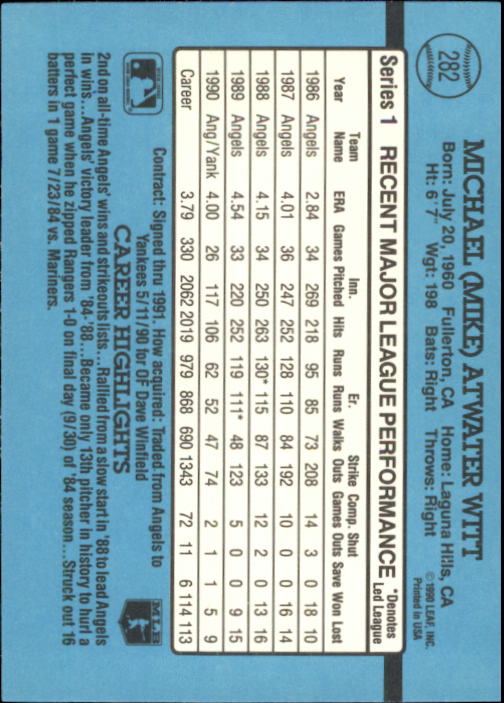 282
MICHAEL (MIKE) ATWATER WITT
Born: July 20, 1960 Fullerton, CA Home: Laguna Hills, CA
Ht: 6' 7" Wgt: 198 Bats: Right Throws: Right
© 1990 LEAF, INC.
Printed in USA
Series 1 RECENT MAJOR LEAGUE PERFORMANCE *Denotes
Led League
Team Inn. Er. Strike Comp. Shut
Year Name ERA Games Pitched Hits Runs Runs Walks Outs Games Outs Save Won Lost
1986 Angels 2.84 34 269 218 95 85 73 208 14 3 0 18 10
1987 Angels 4.01 36 247 252 128 110 84 192 10 0 0 16 14
1988 Angels 4.15 34 250 263 130* 115 87 133 12 2 0 13 16
1989 Angels 4.54 33 220 252 119 111* 48 123 5 0 0 9 15
1990 Ang/Yank 4.00 26 117 106 62 52 47 74 2 1 1 5 9
Career 3.79 330 2062 2019 979 868 690 1343 72 11 6 114 113
Contract: Signed thru 1991. How acquired: Traded from Angels to
Yankees 5/11/90 for OF Dave Winfield
CAREER HIGHLIGHTS
MLB
2nd on all-time Angels' wins and strikeouts lists...Rallied from a slow start in '88 to lead Angels
in wins...Angels' victory leader from '84-'88...Became only 13th pitcher in history to hurl a
perfect game when he zipped Rangers 1-0 on final day (9/30) of '84 season...Struck out 16
batters in 1 game 7/23/84 vs. Mariners.